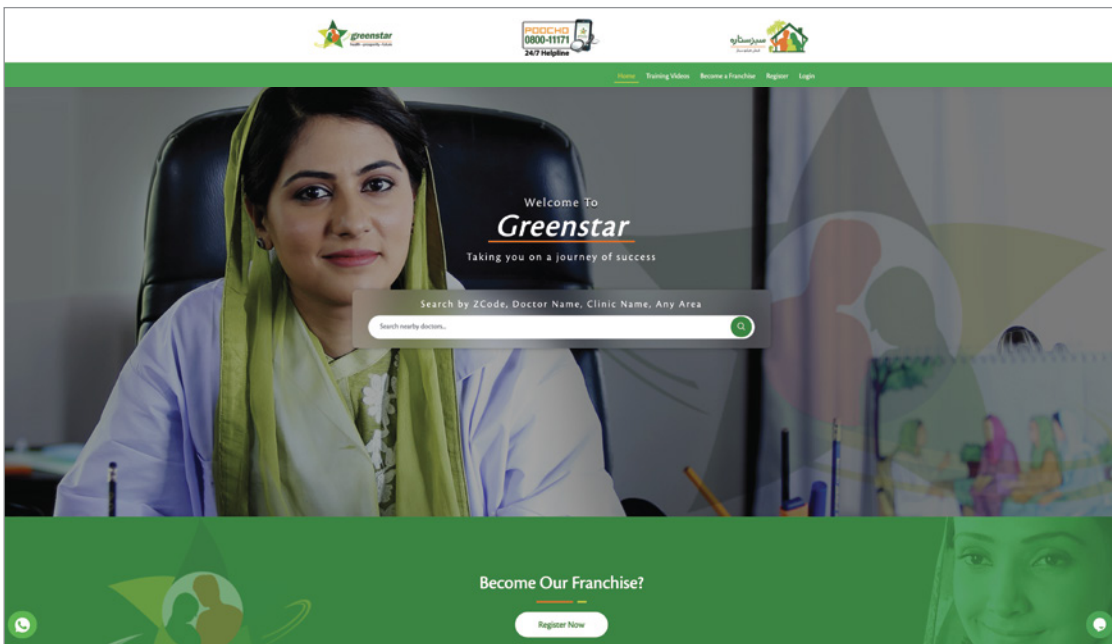 greenstar
POOCHO
0800-11171
24/7 Helpline
سبزستاره
Home Training Videos Become a Franchise Register Login
Welcome To
Greenstar
Taking you on a journey of success
Search by ZCode, Doctor Name, Clinic Name, Any Area
Search nearby doctors...
Become Our Franchise?
Register Now